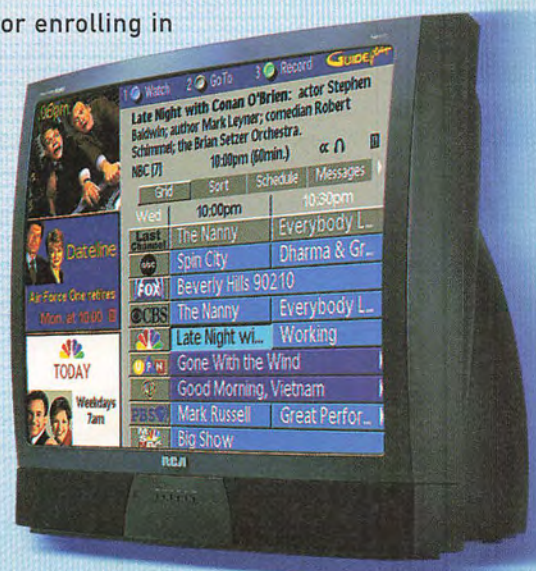 or enrolling in
1 Watch 2 GoTo 3 Record GUIDE Plus+
Late Night with Conan O'Brien: actor Stephen
Baldwin; author Mark Leyner; comedian Robert
Schimmel; the Brian Setzer Orchestra.
NBC [7] 10:00pm (60min.)
Grid Sort Schedule Messages
Wed 10:00pm 10:30pm
Last Channel The Nanny Everybody L...
abc Spin City Dharma & Gr...
FOX Beverly Hills 90210
CBS The Nanny Everybody L...
Late Night wi... Working
UPN Gone With the Wind
Good Morning, Vietnam
PBS Mark Russell Great Perfor...
Big Show
Dateline
Air Force One retires
Mon. at 10:00
TODAY
Weekdays
7am
RCA